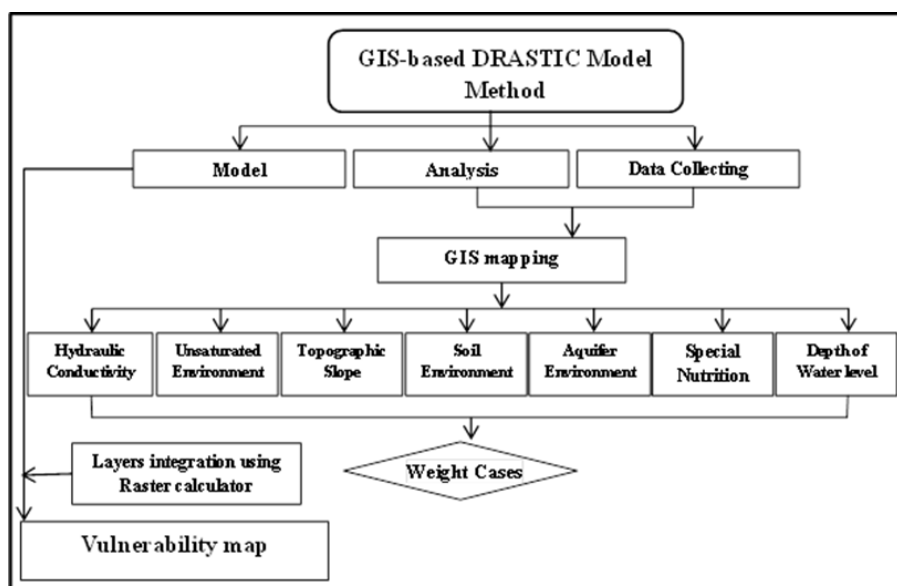 GIS-based DRASTIC Model
Method
Model
Analysis
Data Collecting
GIS mapping
Hydraulic
Conductivity
Unsaturated
Environment
Topographic
Slope
Soil
Environment
Aquifer
Environment
Special
Nutrition
Depth of
Water level
Layers integration using
Raster calculator
Weight Cases
Vulnerability map